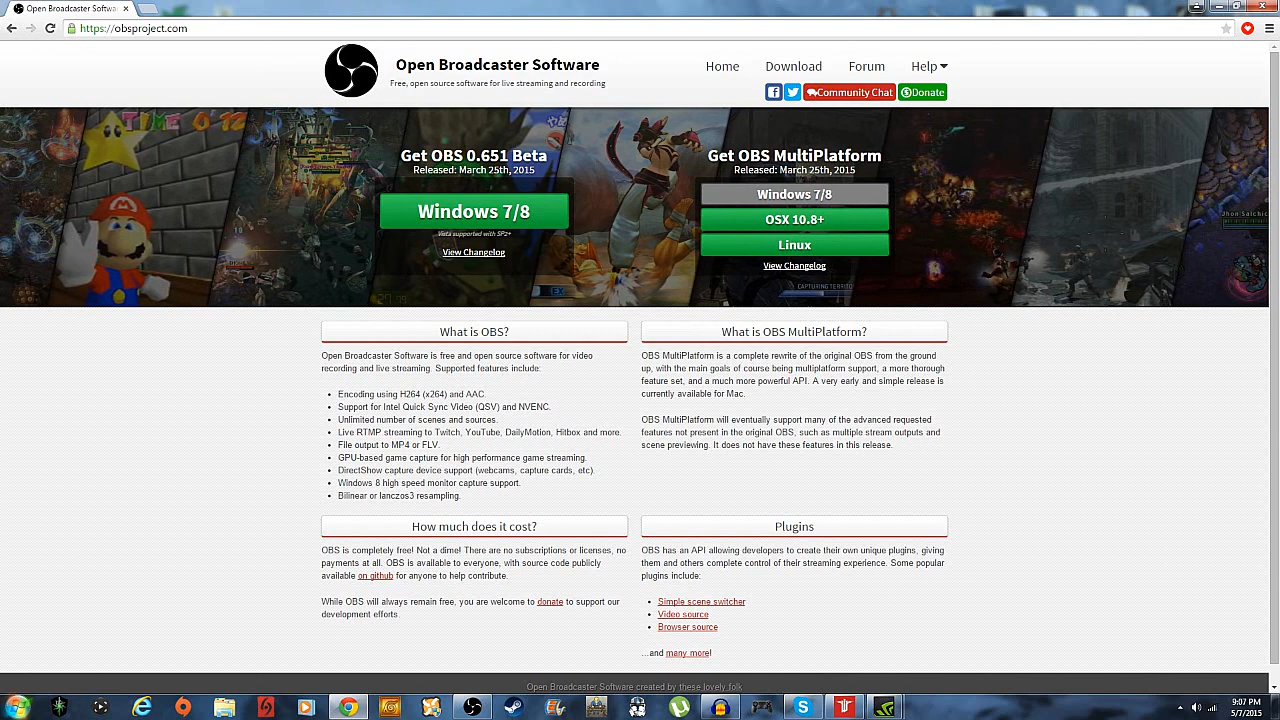 Open Broadcaster Softwar
https://obsproject.com
Open Broadcaster Software
Free, open source software for live streaming and recording
Home
Download
Forum
Help
Community Chat
Donate
TIME 0 12
Get OBS 0.651 Beta
Released: March 25th, 2015
Windows 7/8
Vista supported with SP2+
View Changelog
Get OBS MultiPlatform
Released: March 25th, 2015
Windows 7/8
OSX 10.8+
Linux
View Changelog
EX
CAPTURING TERRITO
Jhon Salchic
What is OBS?
Open Broadcaster Software is free and open source software for video
recording and live streaming. Supported features include:
Encoding using H264 (x264) and AAC.
Support for Intel Quick Sync Video (QSV) and NVENC.
Unlimited number of scenes and sources.
Live RTMP streaming to Twitch, YouTube, DailyMotion, Hitbox and more.
File output to MP4 or FLV.
GPU-based game capture for high performance game streaming.
DirectShow capture device support (webcams, capture cards, etc).
Windows 8 high speed monitor capture support.
Bilinear or lanczos3 resampling.
What is OBS MultiPlatform?
OBS MultiPlatform is a complete rewrite of the original OBS from the ground
up, with the main goals of course being multiplatform support, a more thorough
feature set, and a much more powerful API. A very early and simple release is
currently available for Mac.
OBS MultiPlatform will eventually support many of the advanced requested
features not present in the original OBS, such as multiple stream outputs and
scene previewing. It does not have these features in this release.
How much does it cost?
OBS is completely free! Not a dime! There are no subscriptions or licenses, no
payments at all. OBS is available to everyone, with source code publicly
available on github for anyone to help contribute.
While OBS will always remain free, you are welcome to donate to support our
development efforts.
Plugins
OBS has an API allowing developers to create their own unique plugins, giving
them and others complete control of their streaming experience. Some popular
plugins include:
Simple scene switcher
Video source
Browser source
...and many more!
Open Broadcaster Software created by these lovely folk
9:07 PM
5/7/2015